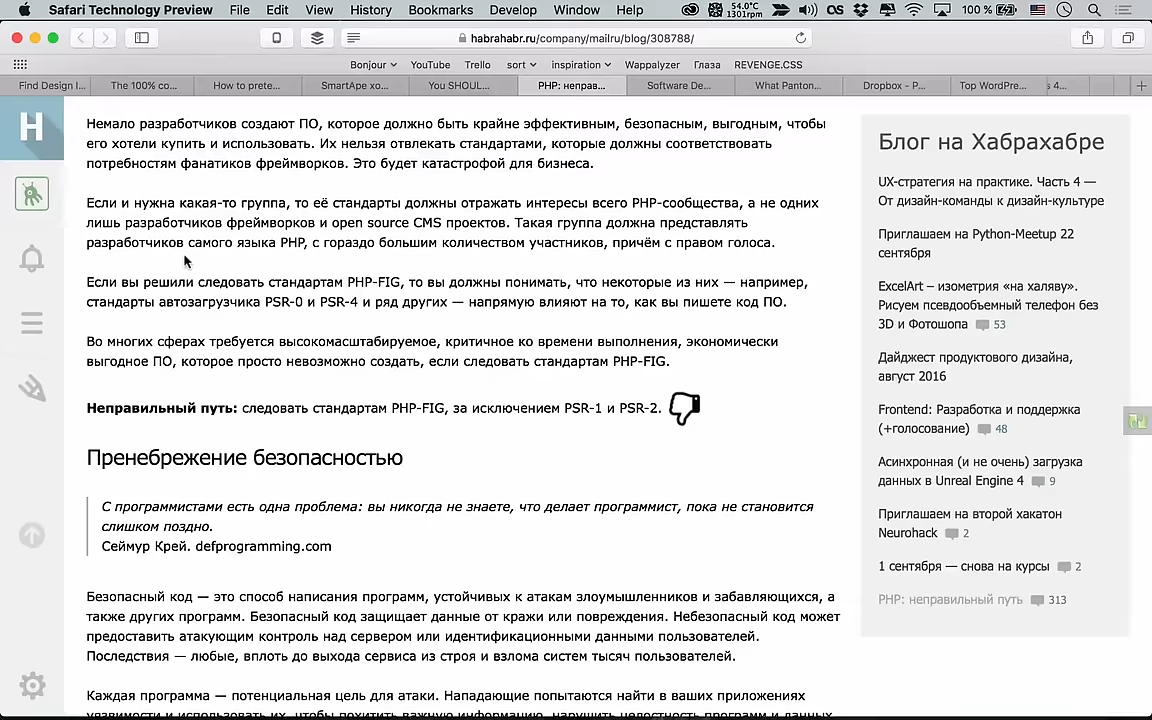 Safari Technology Preview File Edit View History Bookmarks Develop Window Help 54.0°C 1301rpm 100 %
habrahabr.ru/company/mailru/blog/308788/
Bonjour YouTube Trello sort inspiration Wappalyzer Глаза REVENGE.CSS
Find Design I... The 100% co... How to prete... SmartApe хо... You SHOUL... PHP: неправ... Software De... What Panton... Dropbox - P... Top WordPre... s 4...
H
Немало разработчиков создают ПО, которое должно быть крайне эффективным, безопасным, выгодным, чтобы
его хотели купить и использовать. Их нельзя отвлекать стандартами, которые должны соответствовать
потребностям фанатиков фреймворков. Это будет катастрофой для бизнеса.
Если и нужна какая-то группа, то её стандарты должны отражать интересы всего PHP-сообщества, а не одних
лишь разработчиков фреймворков и open source CMS проектов. Такая группа должна представлять
разработчиков самого языка PHP, с гораздо большим количеством участников, причём с правом голоса.
Если вы решили следовать стандартам PHP-FIG, то вы должны понимать, что некоторые из них — например,
стандарты автозагрузчика PSR-0 и PSR-4 и ряд других — напрямую влияют на то, как вы пишете код ПО.
Во многих сферах требуется высокомасштабируемое, критичное ко времени выполнения, экономически
выгодное ПО, которое просто невозможно создать, если следовать стандартам PHP-FIG.
Неправильный путь: следовать стандартам PHP-FIG, за исключением PSR-1 и PSR-2.
Пренебрежение безопасностью
С программистами есть одна проблема: вы никогда не знаете, что делает программист, пока не становится
слишком поздно.
Сеймур Крей. defprogramming.com
Безопасный код — это способ написания программ, устойчивых к атакам злоумышленников и забавляющихся, а
также других программ. Безопасный код защищает данные от кражи или повреждения. Небезопасный код может
предоставить атакующим контроль над сервером или идентификационными данными пользователей.
Последствия — любые, вплоть до выхода сервиса из строя и взлома систем тысяч пользователей.
Каждая программа — потенциальная цель для атаки. Нападающие попытаются найти в ваших приложениях
уязвимости и использовать их, чтобы похитить важную информацию, нарушить целостность программ и данных
Блог на Хабрахабре
UX-стратегия на практике. Часть 4 —
От дизайн-команды к дизайн-культуре
Приглашаем на Python-Meetup 22
сентября
ExcelArt – изометрия «на халяву».
Рисуем псевдообъемный телефон без
3D и Фотошопа 53
Дайджест продуктового дизайна,
август 2016
Frontend: Разработка и поддержка
(+голосование) 48
Асинхронная (и не очень) загрузка
данных в Unreal Engine 4 9
Приглашаем на второй хакатон
Neurohack 2
1 сентября — снова на курсы 2
PHP: неправильный путь 313